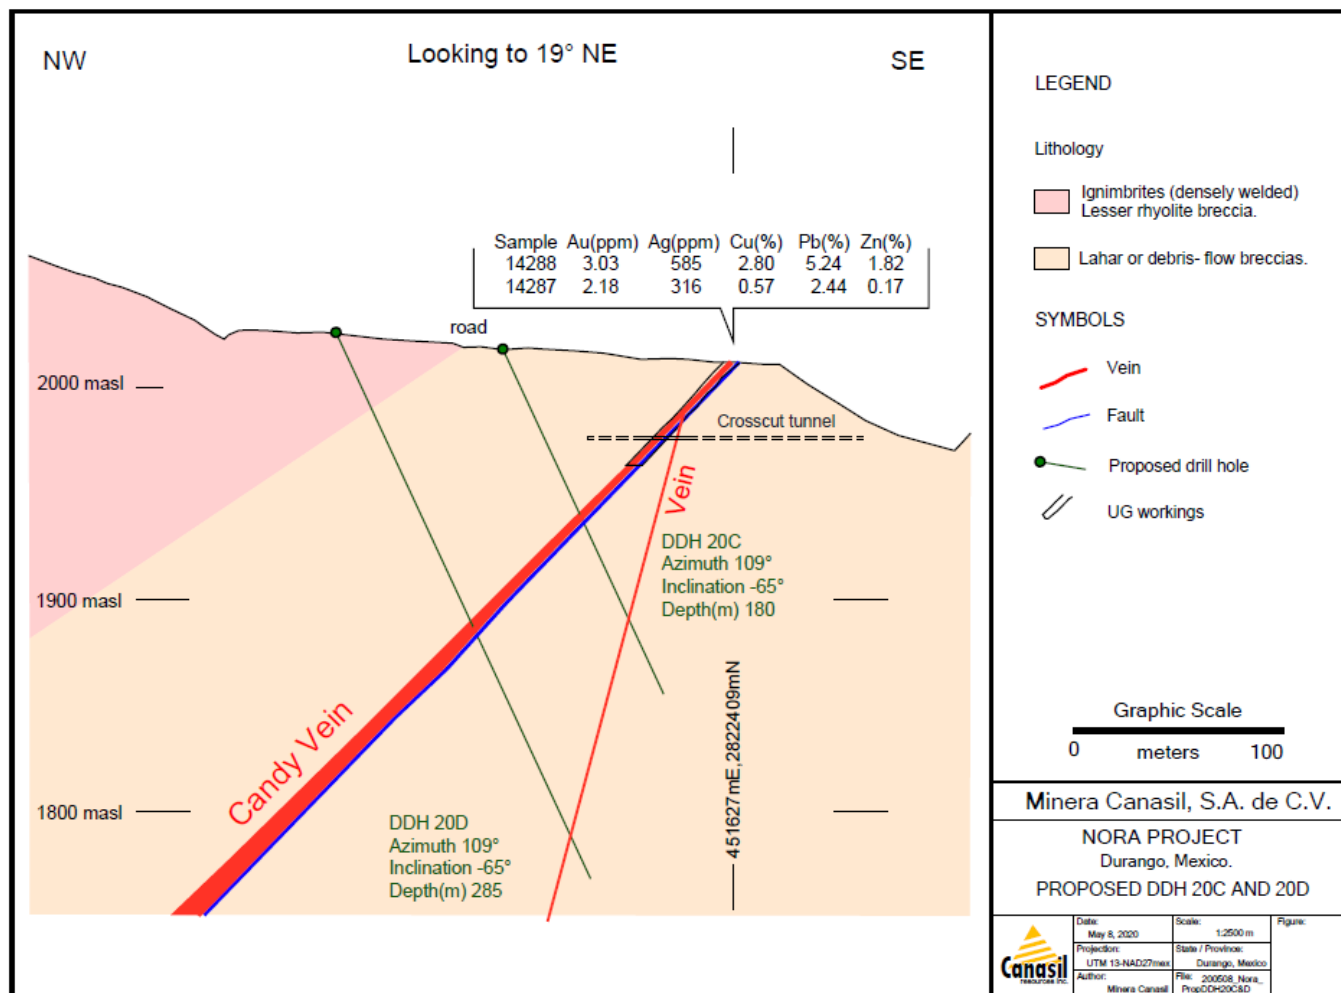 NW
Looking to 19° NE
SE
Sample Au(ppm) Ag(ppm) Cu(%) Pb(%) Zn(%)
14288 3.03 585 2.80 5.24 1.82
14287 2.18 316 0.57 2.44 0.17
road
2000 masl
Crosscut tunnel
Vein
DDH 20C
Azimuth 109°
Inclination -65°
Depth(m) 180
1900 masl
451627mE,2822409mN
Candy Vein
1800 masl
DDH 20D
Azimuth 109°
Inclination -65°
Depth(m) 285
LEGEND
Lithology
Ignimbrites (densely welded)
Lesser rhyolite breccia.
Lahar or debris- flow breccias.
SYMBOLS
Vein
Fault
Proposed drill hole
UG workings
Graphic Scale
0 meters 100
Minera Canasil, S.A. de C.V.
NORA PROJECT
Durango, Mexico.
PROPOSED DDH 20C AND 20D
Canasil
resources inc.
Date:
May 8, 2020
Scale:
1:2500 m
Figure:
Projection:
UTM 13-NAD27mex
State / Province:
Durango, Mexico
Author:
Minera Canasil
File: 200508_Nora_
PropDDH20C&D